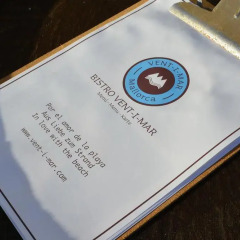 VENT-I-MAR
Mallorca
BISTRO VENT-I-MAR
Por el amor de la playa
Aus Liebe zum Strand
In love with the beach
www.vent-i-mar.com